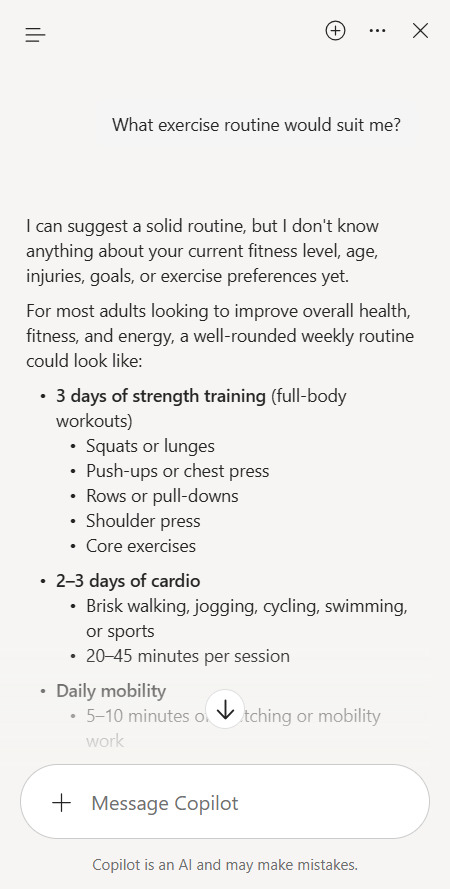 What exercise routine would suit me?
I can suggest a solid routine, but I don't know
anything about your current fitness level, age,
injuries, goals, or exercise preferences yet.
For most adults looking to improve overall health,
fitness, and energy, a well-rounded weekly routine
could look like:
• 3 days of strength training (full-body
workouts)
• Squats or lunges
• Push-ups or chest press
• Rows or pull-downs
• Shoulder press
• Core exercises
• 2–3 days of cardio
• Brisk walking, jogging, cycling, swimming,
or sports
• 20–45 minutes per session
• Daily mobility
• 5–10 minutes or mobility
work
Message Copilot
Copilot is an AI and may make mistakes.